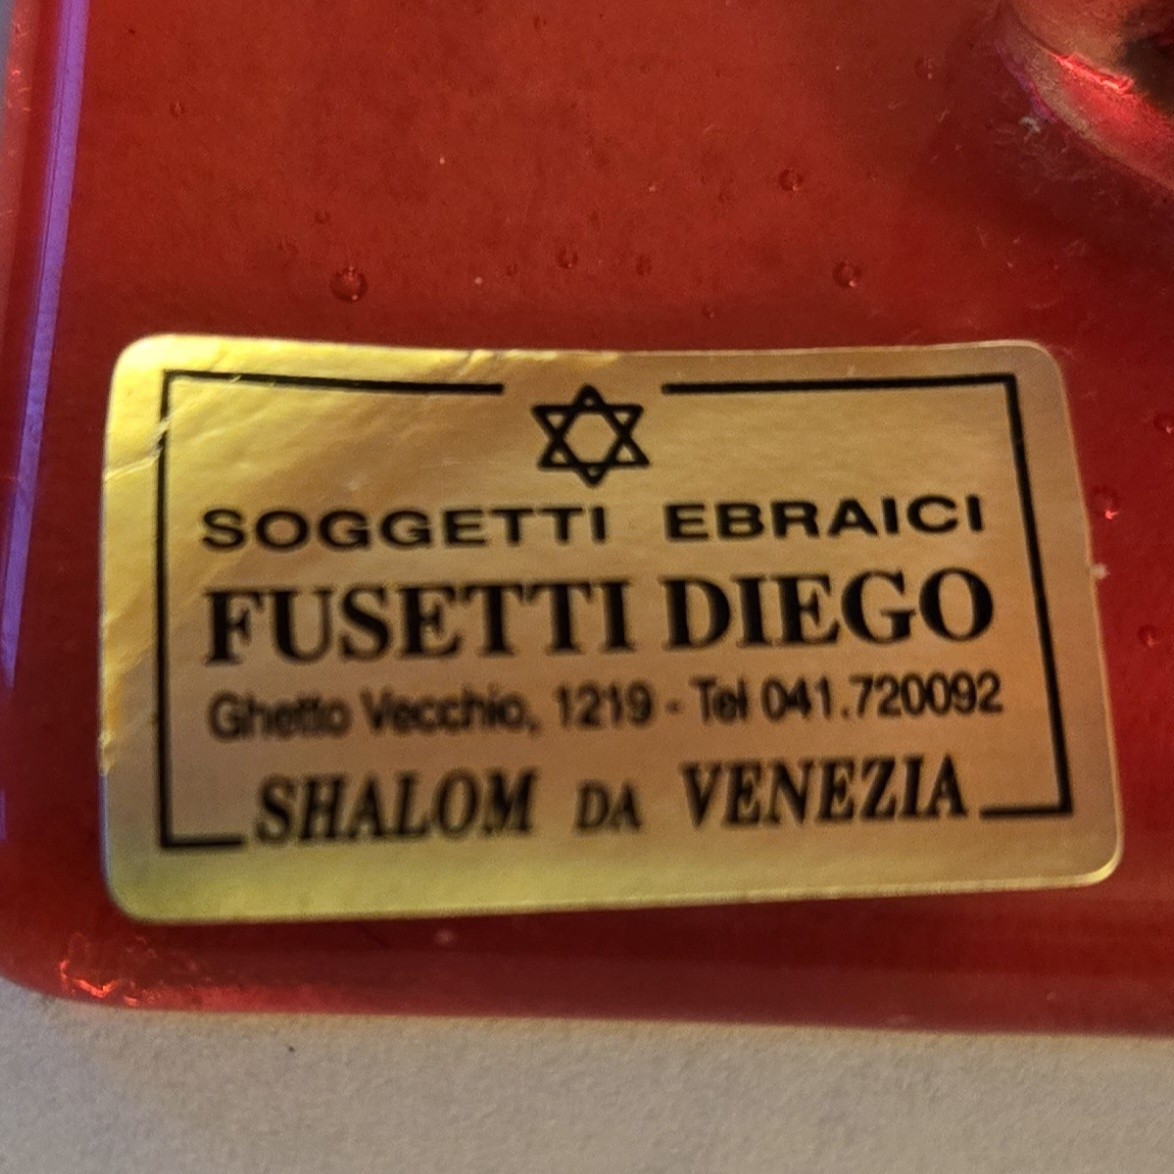 SOGGETTI EBRAICI
FUSETTI DIEGO
Ghetto Vecchio, 1219 - Tel 041.720092
SHALOM DA VENEZIA